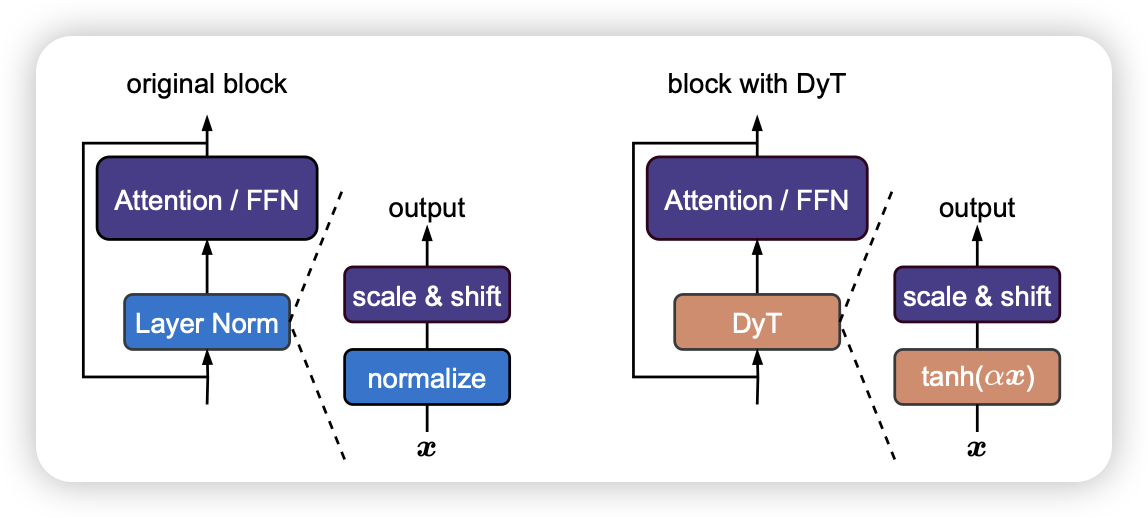 original block
Attention / FFN
Layer Norm
output
scale & shift
normalize
x
block with DyT
Attention / FFN
DyT
output
scale & shift
tanh(αx)
x